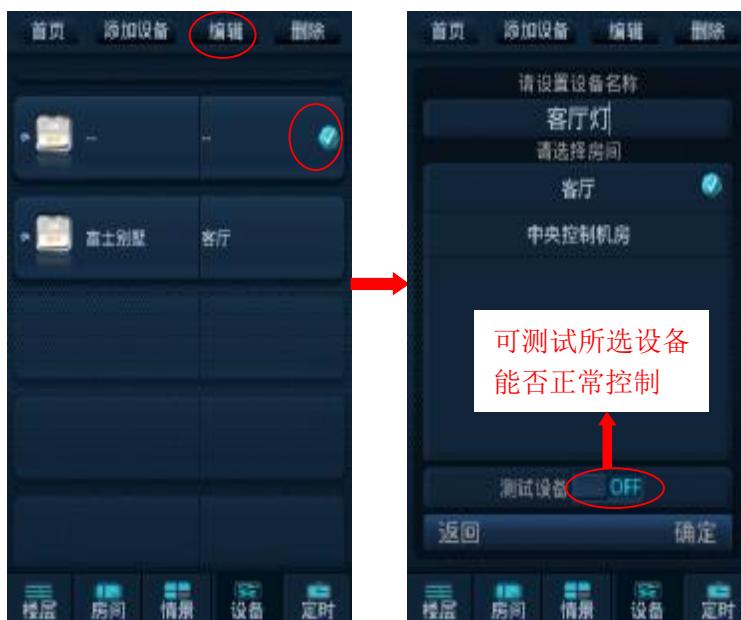 首页 添加设备 编辑 删除
-- --
富士别墅 客厅
楼层 房间 情景 设备 定时
首页 添加设备 编辑 删除
请设置设备名称
客厅灯
请选择房间
客厅
中央控制机房
可测试所选设备
能否正常控制
测试设备 OFF
返回 确定
楼层 房间 情景 设备 定时